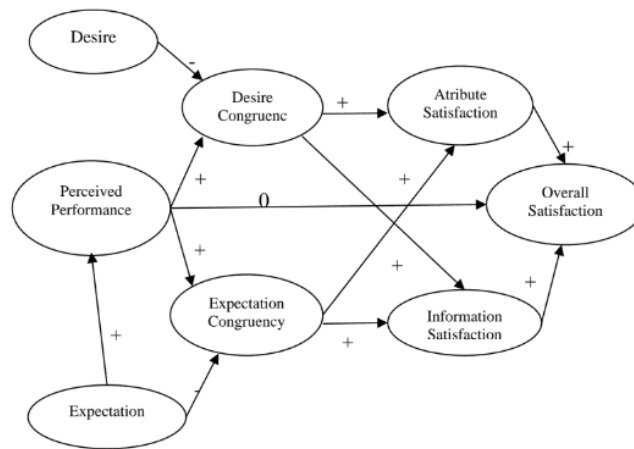 Desire
-
Desire
Congruenc
+
Atribute
Satisfaction
+
+
+
Perceived
Performance
0
Overall
Satisfaction
+
+
+
Expectation
Congruency
+
Information
Satisfaction
+
-
Expectation